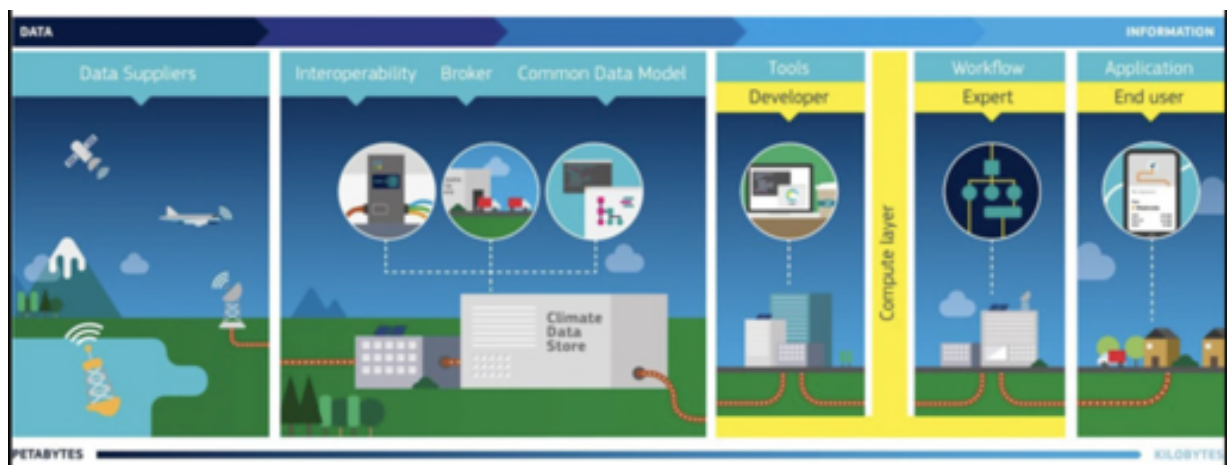 DATA
INFORMATION
Data Suppliers
Interoperability Broker Common Data Model
Tools
Developer
Compute layer
Workflow
Expert
Application
End user
Climate
Data
Store
PETABYTES
KILOBYTES